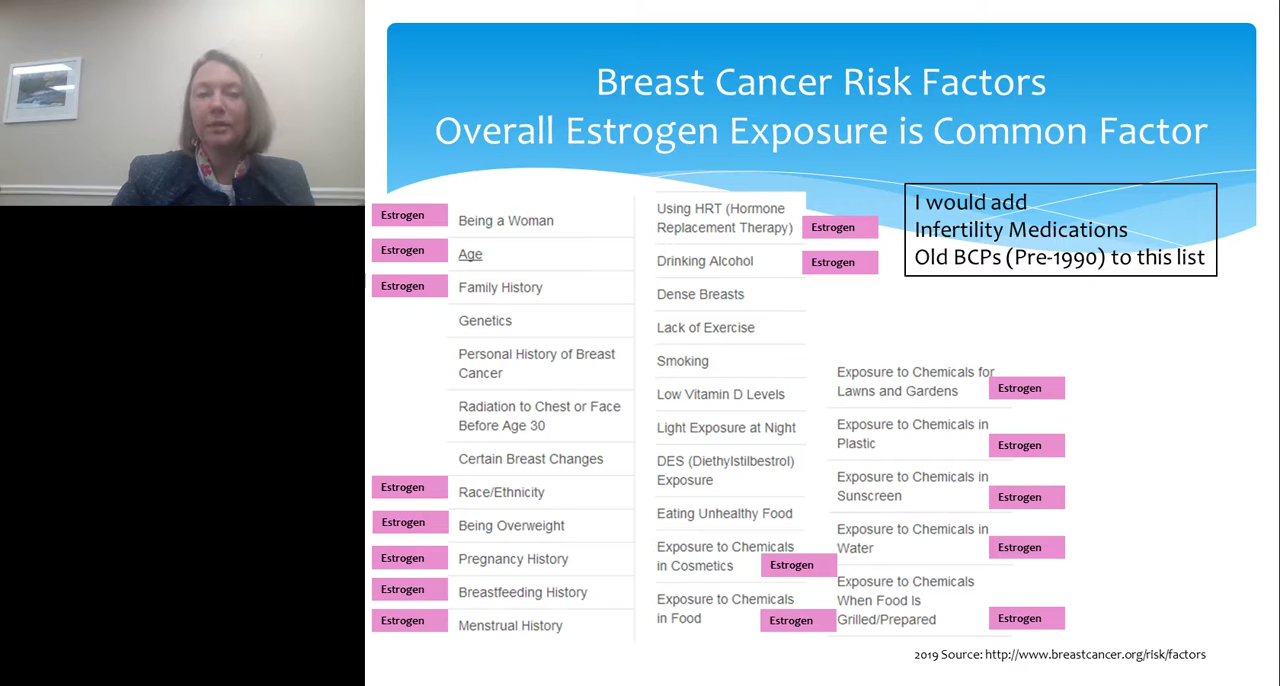 Breast Cancer Risk Factors
Overall Estrogen Exposure is Common Factor
I would add
Infertility Medications
Old BCPs (Pre-1990) to this list
Estrogen
Being a Woman
Estrogen
Age
Estrogen
Family History
Genetics
Personal History of Breast
Cancer
Radiation to Chest or Face
Before Age 30
Certain Breast Changes
Estrogen
Race/Ethnicity
Estrogen
Being Overweight
Estrogen
Pregnancy History
Estrogen
Breastfeeding History
Estrogen
Menstrual History
Using HRT (Hormone
Replacement Therapy)
Estrogen
Drinking Alcohol
Estrogen
Dense Breasts
Lack of Exercise
Smoking
Low Vitamin D Levels
Light Exposure at Night
DES (Diethylstilbestrol)
Exposure
Eating Unhealthy Food
Exposure to Chemicals
in Cosmetics
Estrogen
Exposure to Chemicals
in Food
Estrogen
Exposure to Chemicals for
Lawns and Gardens
Estrogen
Exposure to Chemicals in
Plastic
Estrogen
Exposure to Chemicals in
Sunscreen
Estrogen
Exposure to Chemicals in
Water
Estrogen
Exposure to Chemicals
When Food Is
Grilled/Prepared
Estrogen
2019 Source: http://www.breastcancer.org/risk/factors